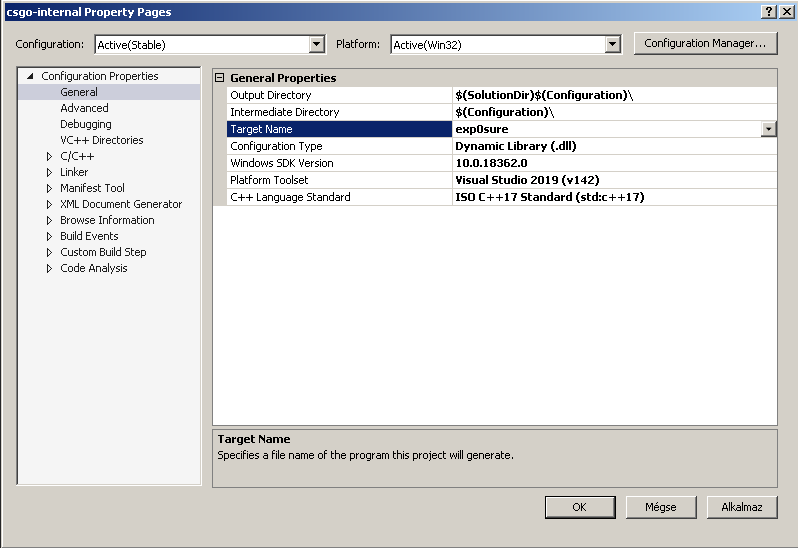 csgo-internal Property Pages
Configuration: Active(Stable) Platform: Active(Win32) Configuration Manager...
Configuration Properties
General
Advanced
Debugging
VC++ Directories
C/C++
Linker
Manifest Tool
XML Document Generator
Browse Information
Build Events
Custom Build Step
Code Analysis
General Properties
Output Directory $(SolutionDir)$(Configuration)\
Intermediate Directory $(Configuration)\
Target Name exp0sure
Configuration Type Dynamic Library (.dll)
Windows SDK Version 10.0.18362.0
Platform Toolset Visual Studio 2019 (v142)
C++ Language Standard ISO C++17 Standard (std:c++17)
Target Name
Specifies a file name of the program this project will generate.
OK Mégse Alkalmaz